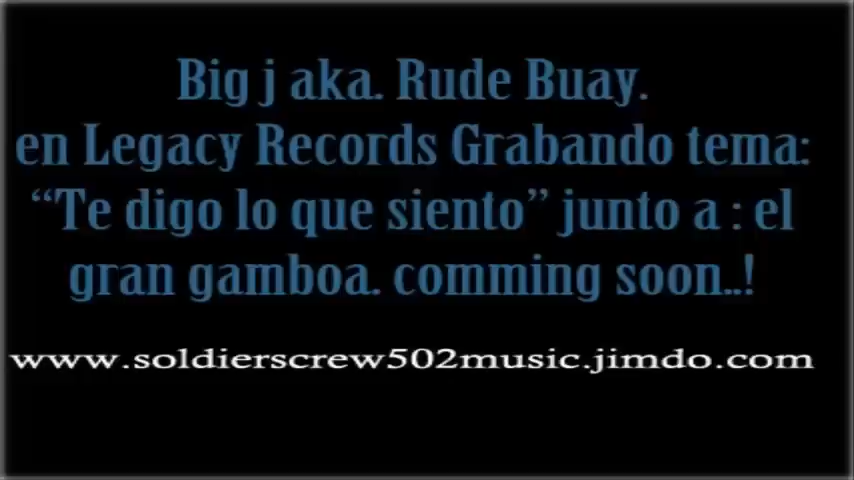 Big j aka. Rude Buay.
en Legacy Records Grabando tema:
“Te digo lo que siento” junto a : el
gran gamboa. comming soon..!
www.soldierscrew502music.jimdo.com